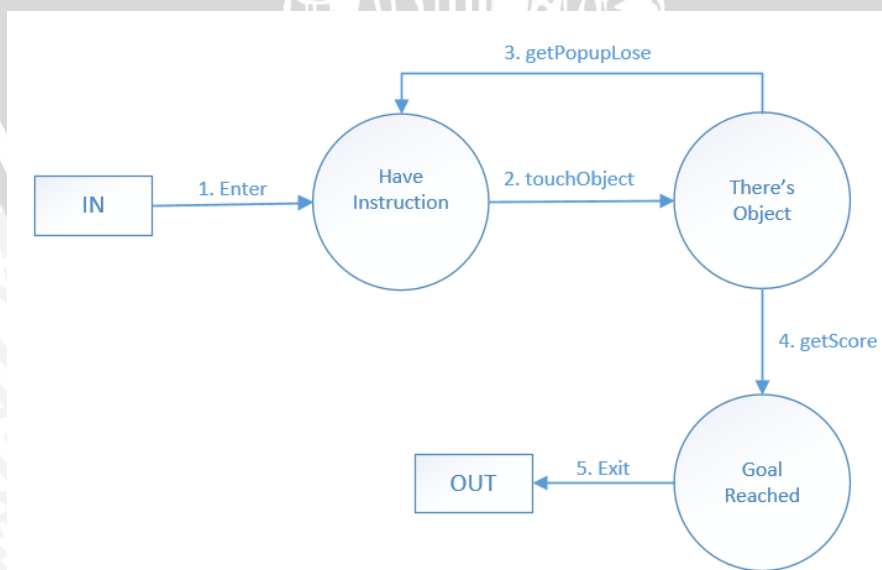 3. getPopupLose
IN
1. Enter
Have
Instruction
2. touchObject
There's
Object
4. getScore
OUT
5. Exit
Goal
Reached